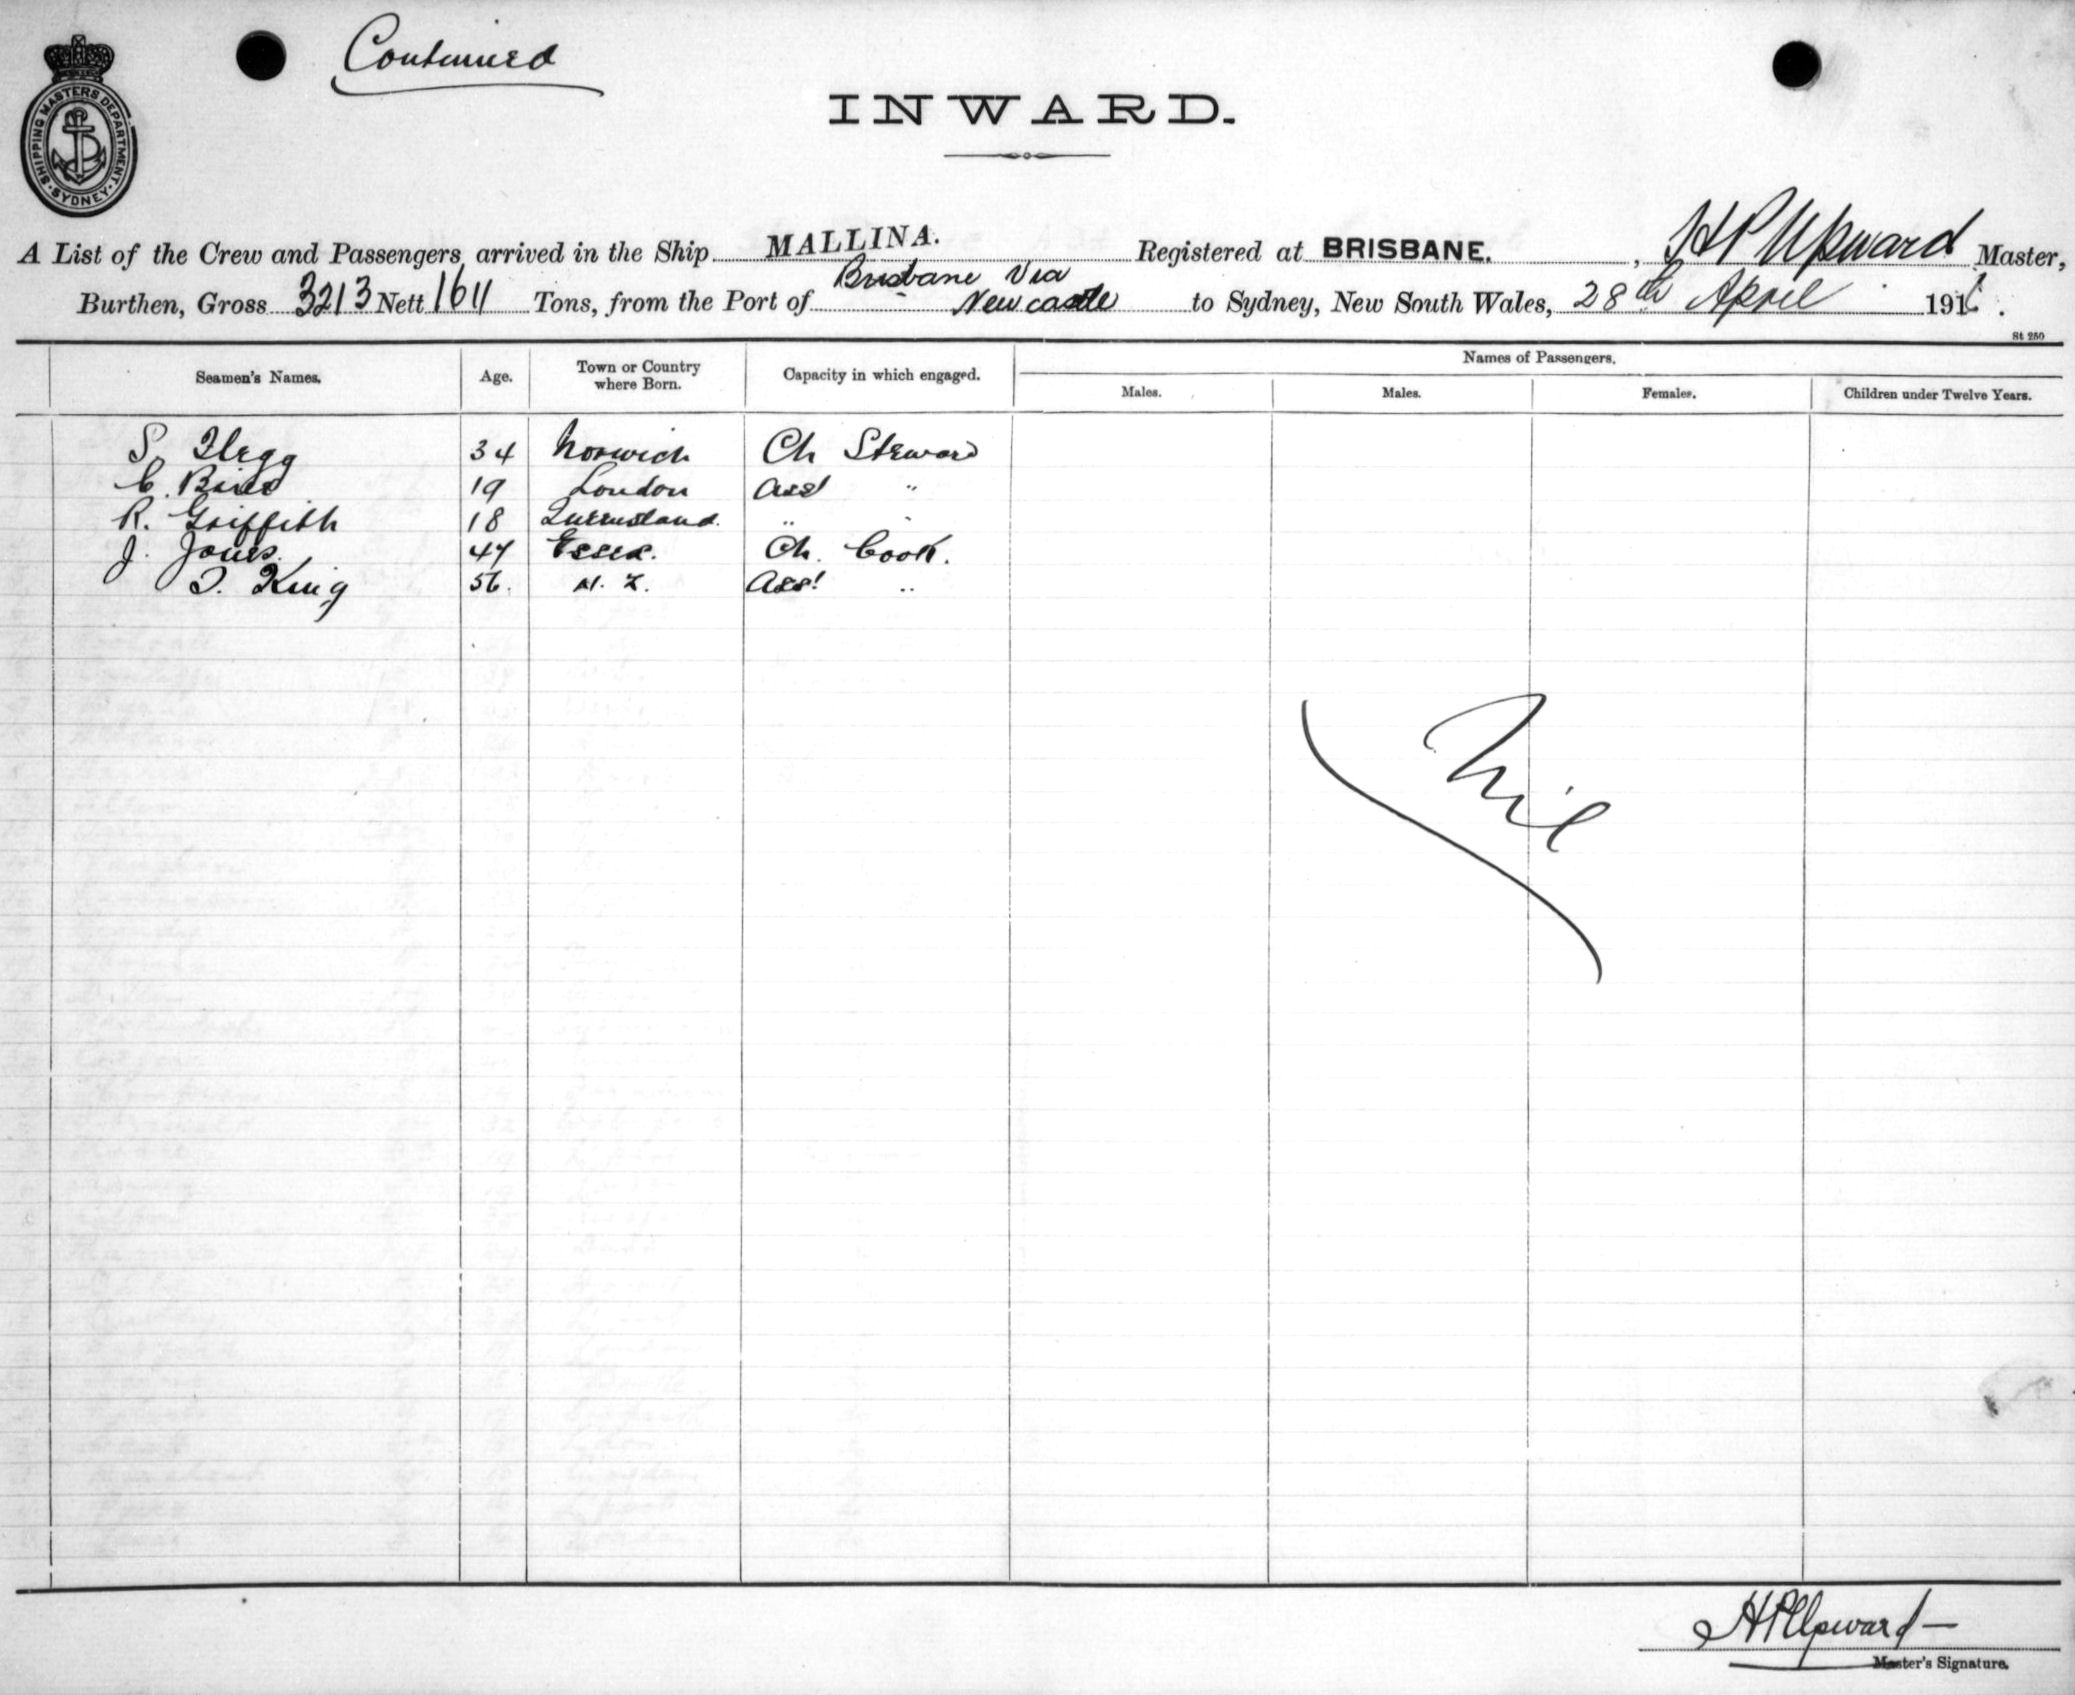 Continued
SHIPPING MASTERS DEPARTMENT. SYDNEY
INWARD.
A List of the Crew and Passengers arrived in the Ship MALLINA. Registered at BRISBANE. , H P Upward Master,
Brisbane Via
Burthen, Gross 3213 Nett 1611 Tons, from the Port of Newcastle to Sydney, New South Wales, 28th April 191 .
St 250
Seamen's Names. Age. Town or Country where Born. Capacity in which engaged. Names of Passengers.
Males. Males. Females. Children under Twelve Years.
S. Flegg 34 Norwich Ch Steward
C. Bird 19 London Asst "
R. Griffith 18 Queensland. " "
J. Jones. 47 Essex. Ch. Cook.
T. King 56. N. Z. Asst "
Nil
H P Upward
Master's Signature.